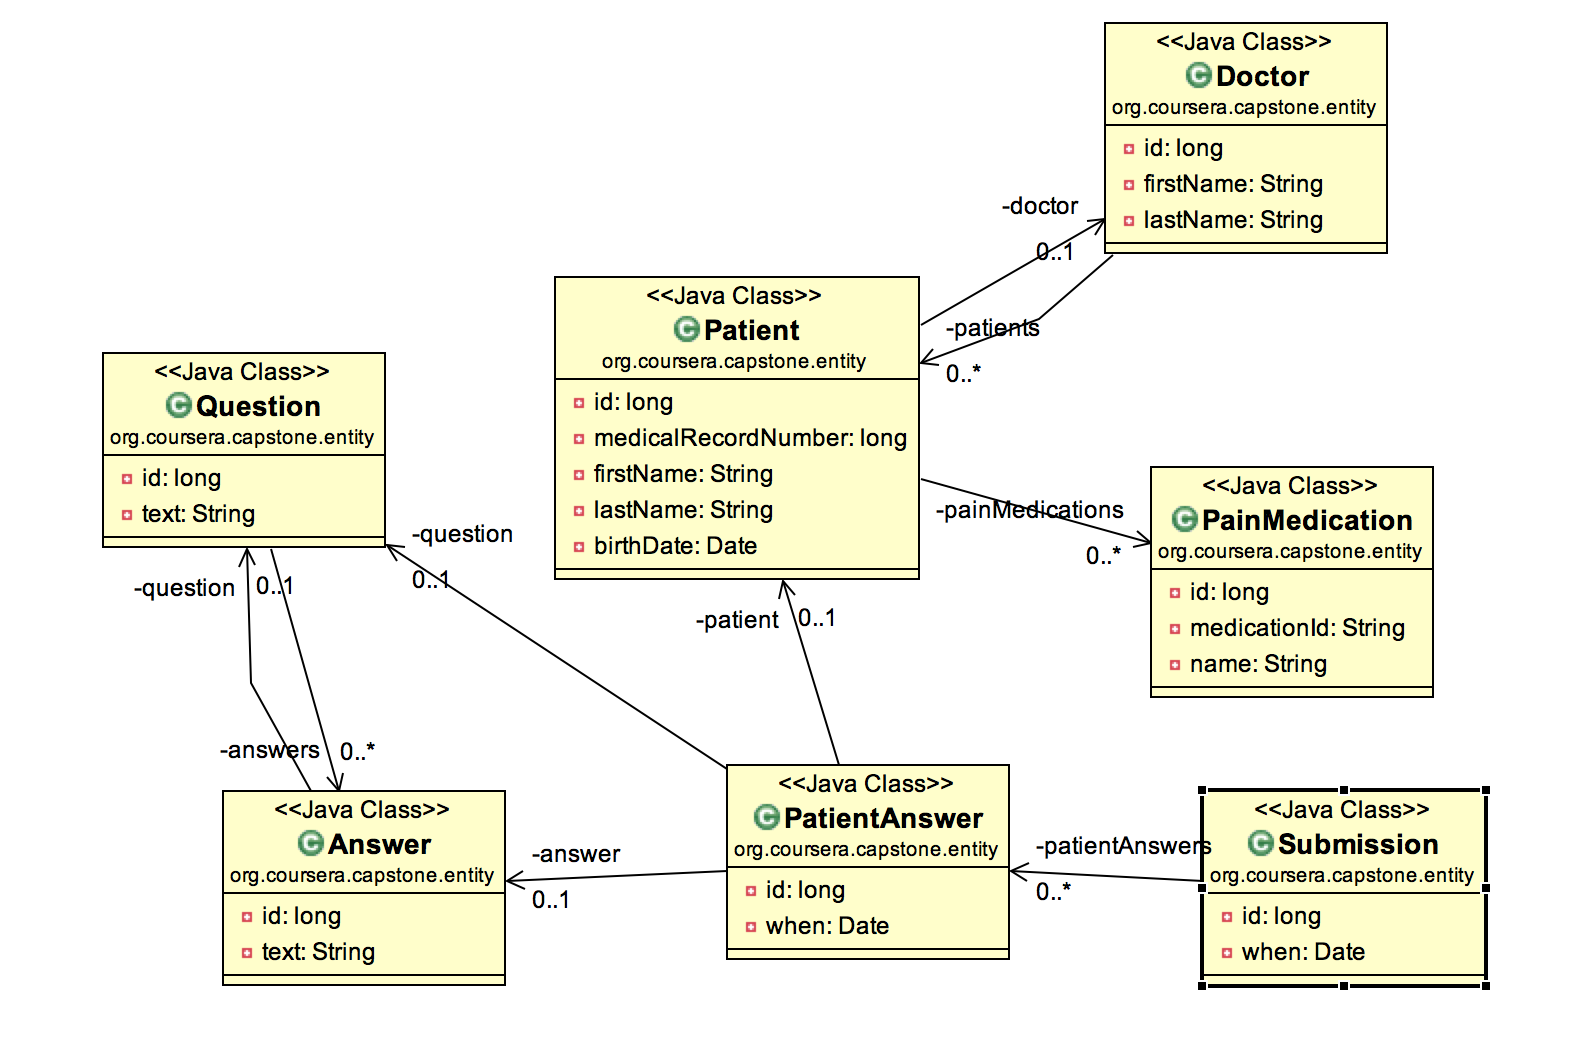 <<Java Class>>
Doctor
org.coursera.capstone.entity
id: long
firstName: String
lastName: String
-doctor
0..1
-patients
0..*
<<Java Class>>
Patient
org.coursera.capstone.entity
id: long
medicalRecordNumber: long
firstName: String
lastName: String
birthDate: Date
<<Java Class>>
Question
org.coursera.capstone.entity
id: long
text: String
-painMedications
0..*
<<Java Class>>
PainMedication
org.coursera.capstone.entity
id: long
medicationId: String
name: String
-question
0..1
-question
0..1
-patient
0..1
-answers
0..*
<<Java Class>>
Answer
org.coursera.capstone.entity
id: long
text: String
-answer
0..1
<<Java Class>>
PatientAnswer
org.coursera.capstone.entity
id: long
when: Date
-patientAnswers
0..*
<<Java Class>>
Submission
org.coursera.capstone.entity
id: long
when: Date